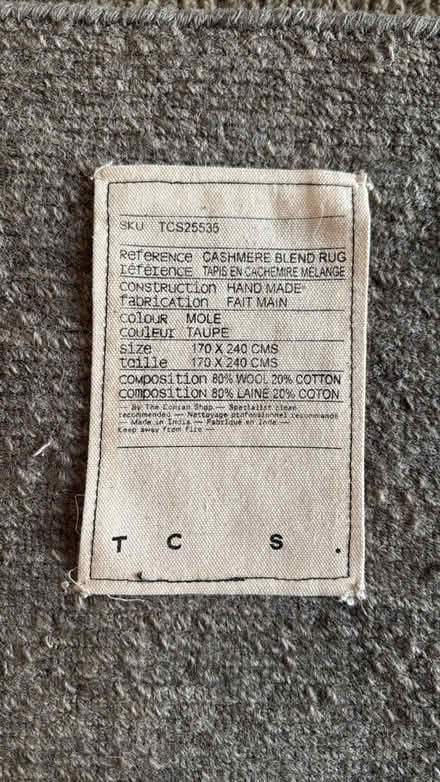 SKU TCS25535
Reference CASHMERE BLEND RUG
référence TAPIS EN CACHEMIRE MÉLANGE
construction HAND MADE
fabrication FAIT MAIN
colour MOLE
couleur TAUPE
size 170 X 240 CMS
taille 170 X 240 CMS
composition 80% WOOL 20% COTTON
composition 80% LAINE 20% COTON
— By The Conran Shop — Specialist clean
recommended — Nettoyage professionnel recommandé
— Made in India — Fabriqué en Inde —
Keep away from fire —
T C S .